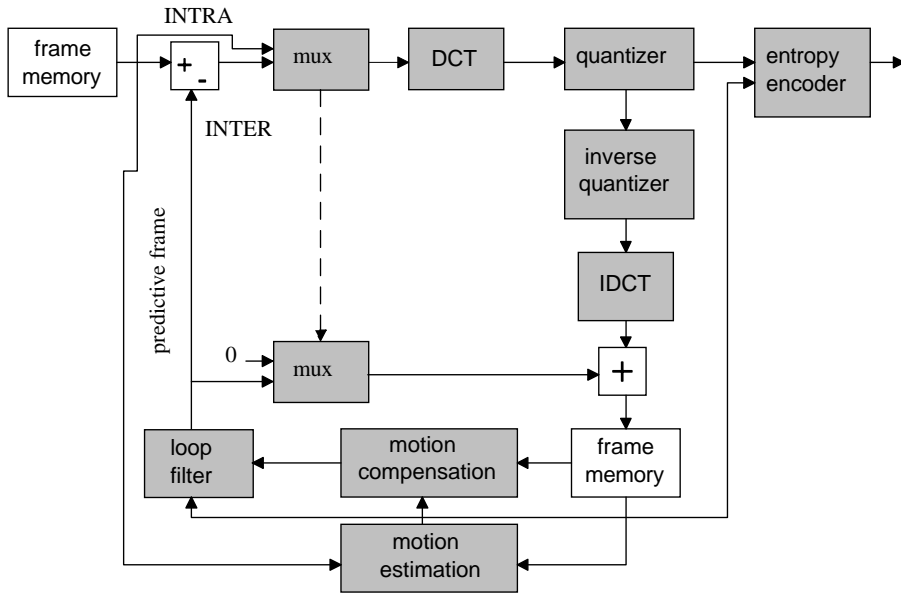 INTRA
frame
memory
+
-
mux
DCT
quantizer
entropy
encoder
INTER
inverse
quantizer
predictive frame
IDCT
0
mux
+
loop
filter
motion
compensation
frame
memory
motion
estimation